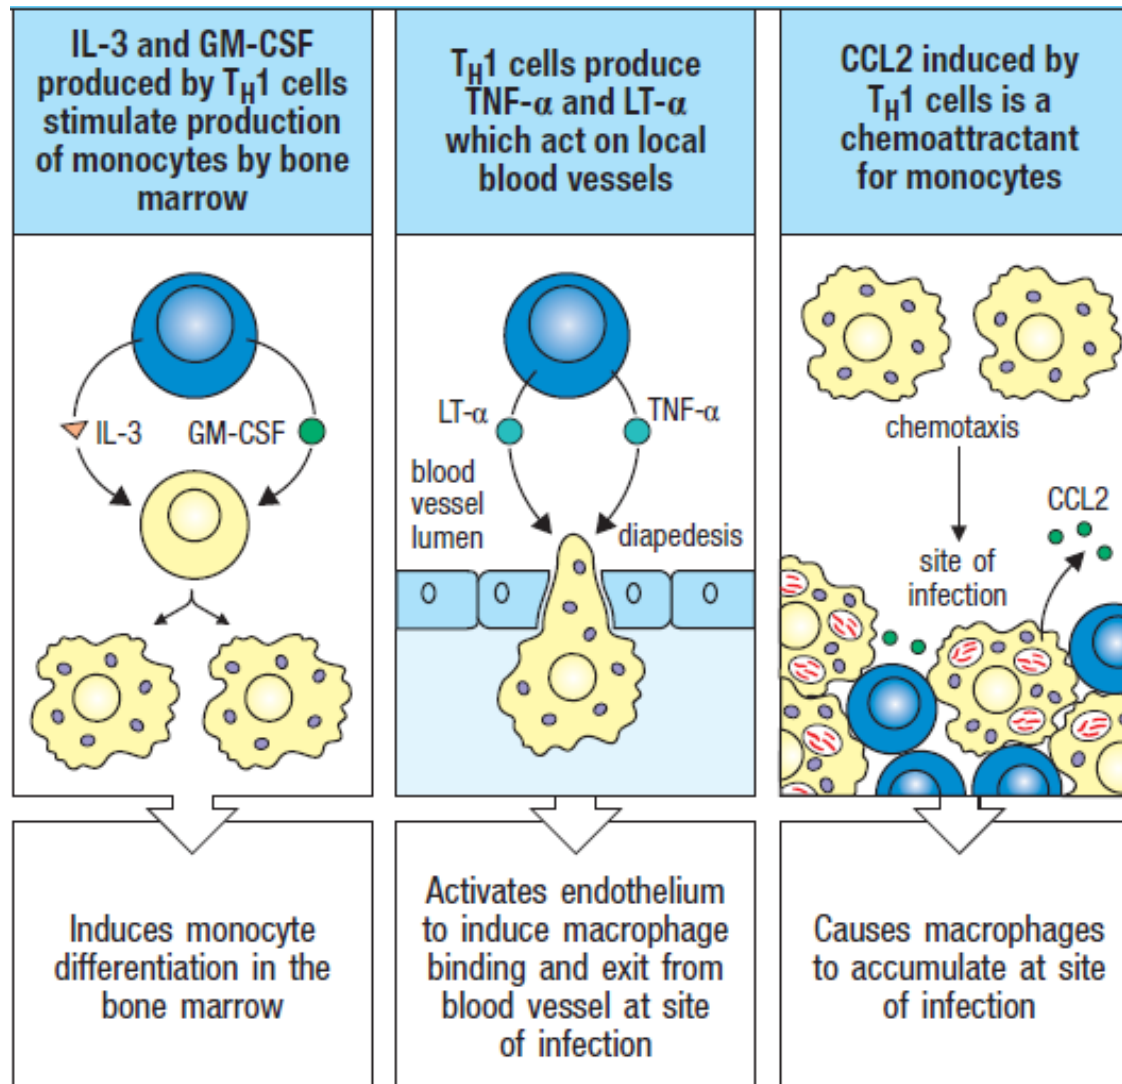 IL-3 and GM-CSF
produced by TH1 cells
stimulate production
of monocytes by bone
marrow
IL-3
GM-CSF
Induces monocyte
differentiation in the
bone marrow
TH1 cells produce
TNF-α and LT-α
which act on local
blood vessels
LT-α
TNF-α
blood
vessel
lumen
diapedesis
Activates endothelium
to induce macrophage
binding and exit from
blood vessel at site
of infection
CCL2 induced by
TH1 cells is a
chemoattractant
for monocytes
chemotaxis
CCL2
site of
infection
Causes macrophages
to accumulate at site
of infection